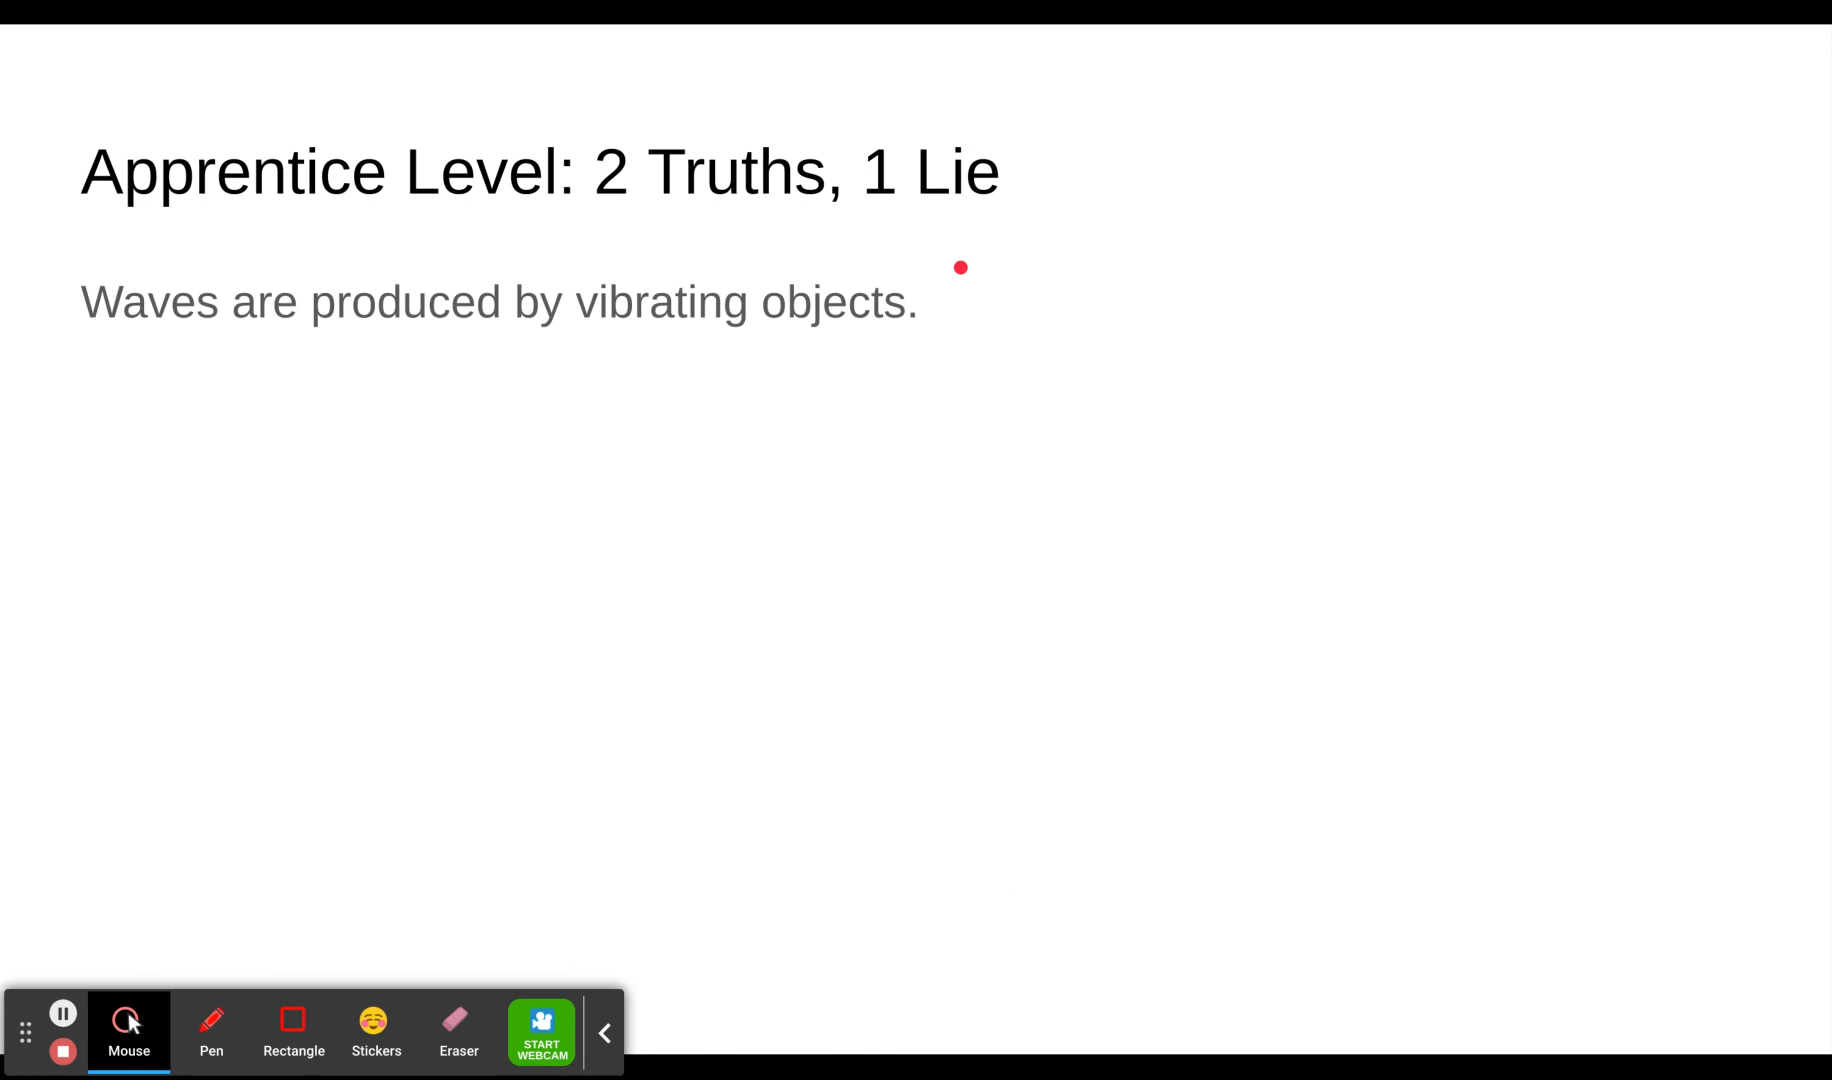 Apprentice Level: 2 Truths, 1 Lie
Waves are produced by vibrating objects.
Mouse
Pen
Rectangle
Stickers
Eraser
START
WEBCAM